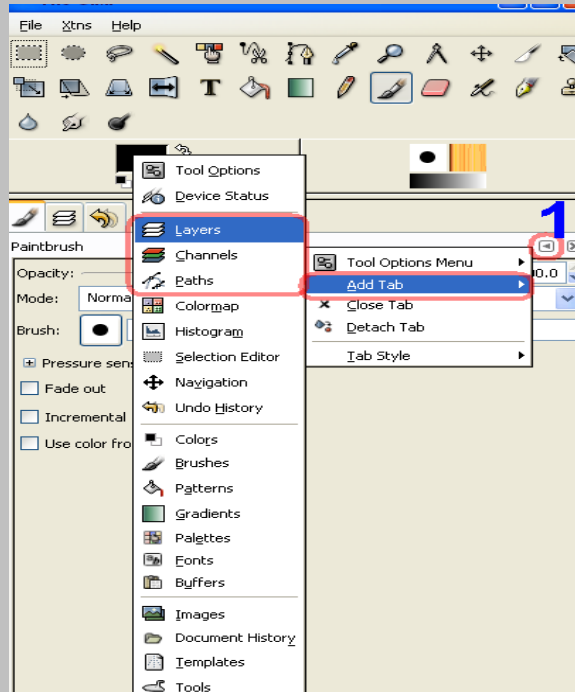 File Xtns Help
T
Tool Options
Device Status
1
Layers
Paintbrush
Channels
Tool Options Menu
Opacity:
Paths
Add Tab
Mode: Norma
Colormap
Close Tab
Brush:
Histogram
Detach Tab
Selection Editor
Tab Style
Pressure sen
Navigation
Fade out
Undo History
Incremental
Colors
Use color fro
Brushes
Patterns
Gradients
Palettes
Fonts
Buffers
Images
Document History
Templates
Tools